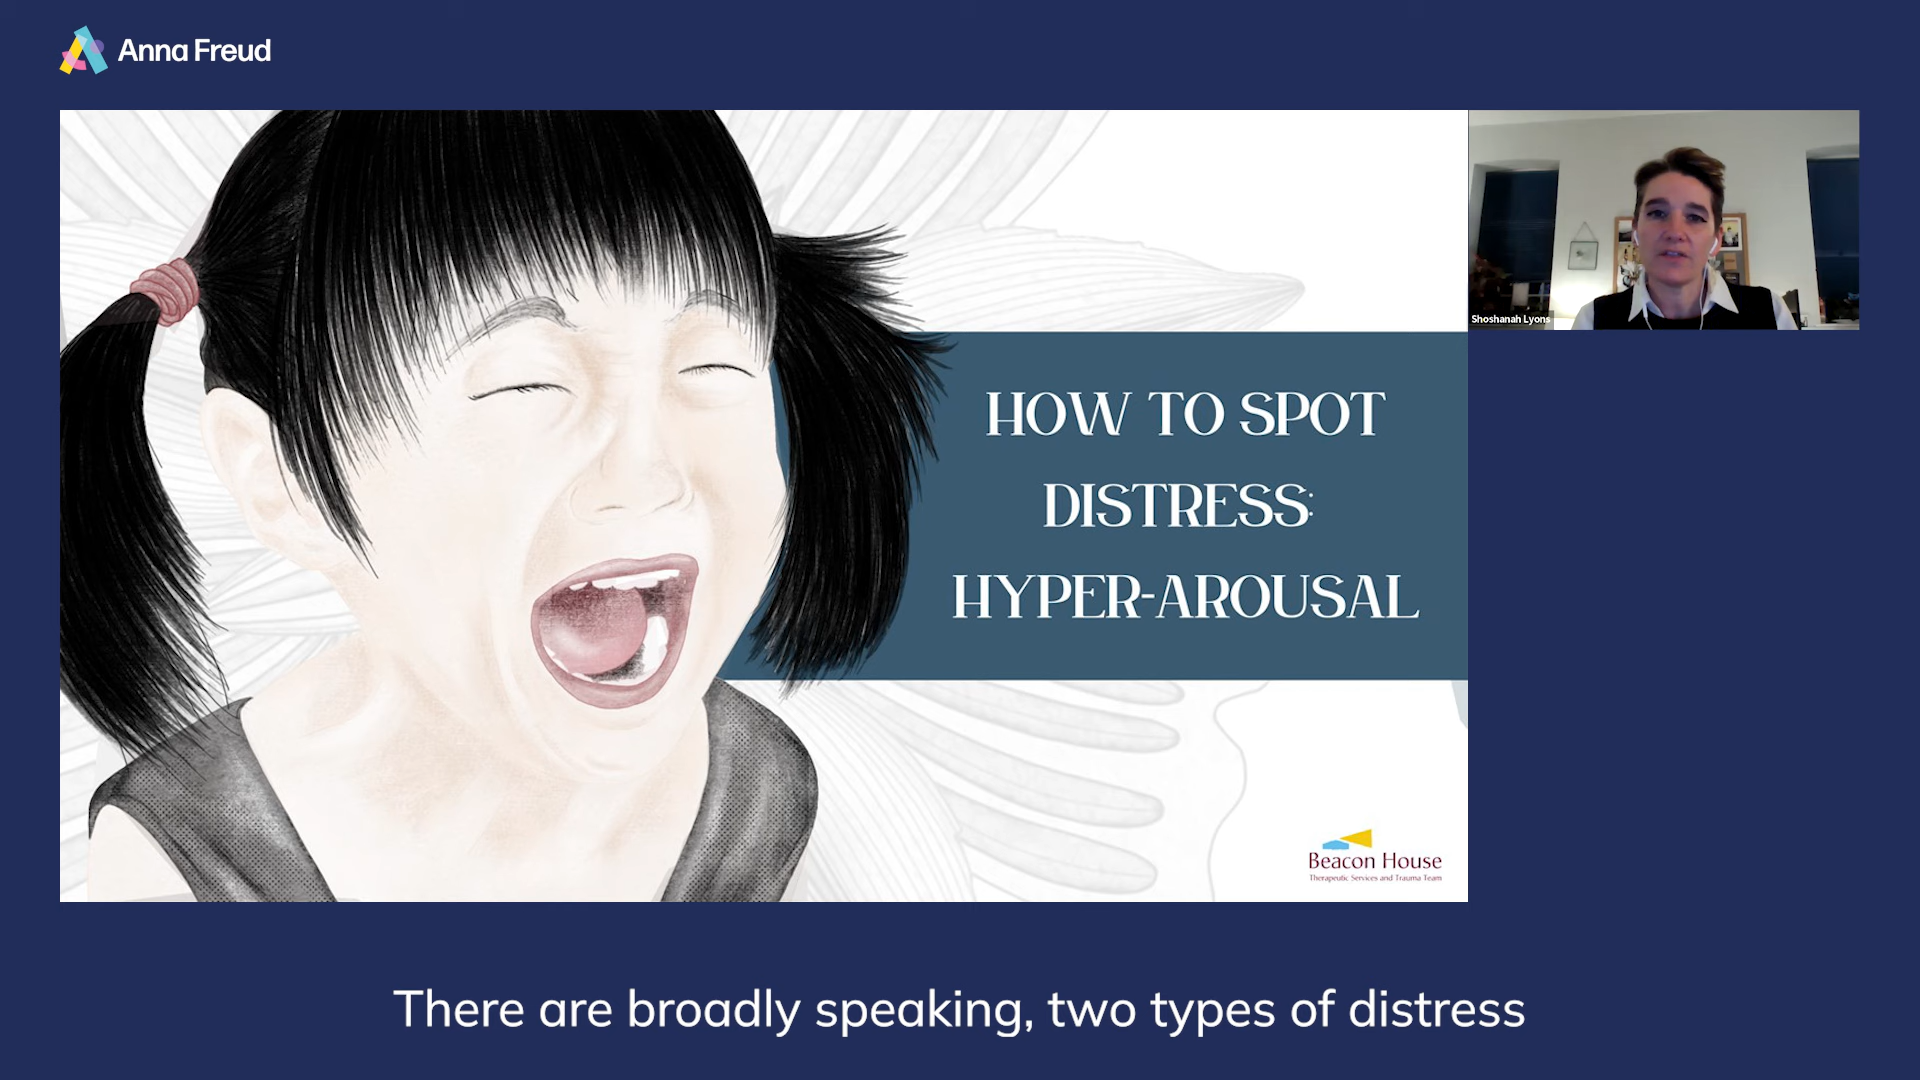 Anna Freud
Shoshanah Lyons
HOW TO SPOT
DISTRESS:
HYPER-AROUSAL
Beacon House
Therapeutic Services and Trauma Team
There are broadly speaking, two types of distress